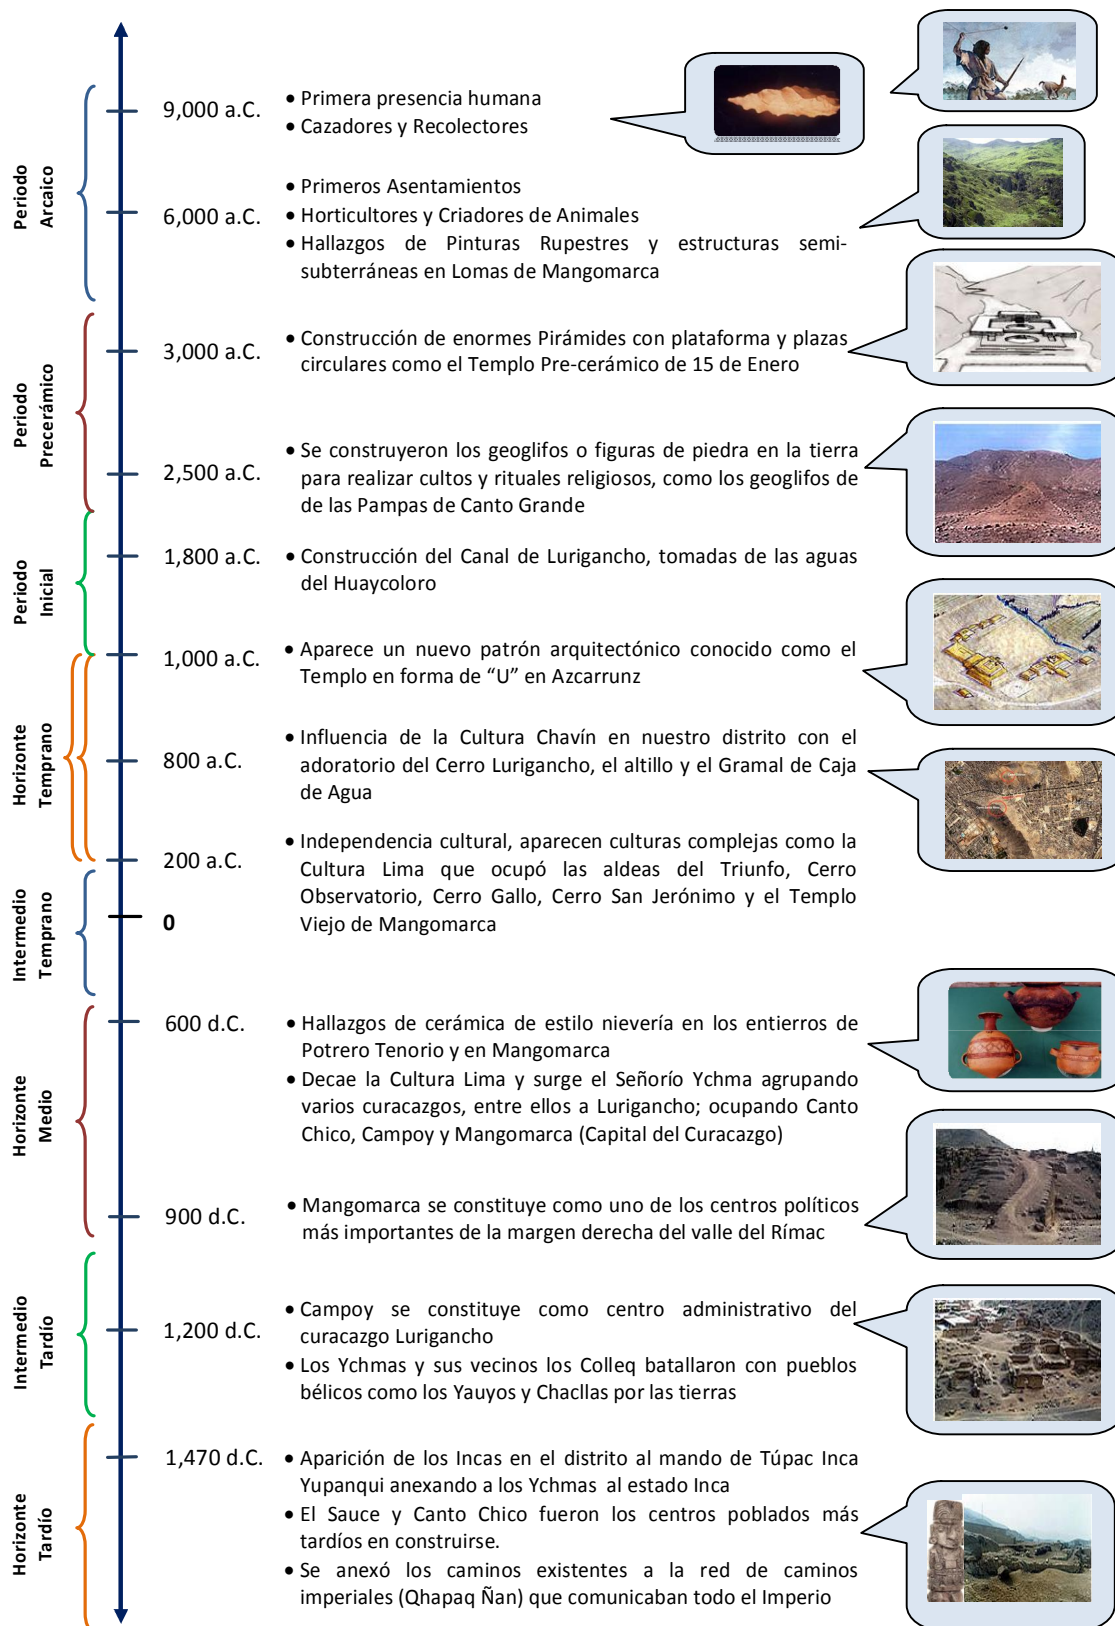 Periodo
Arcaico
9,000 a.C.
• Primera presencia humana
• Cazadores y Recolectores
6,000 a.C.
• Primeros Asentamientos
• Horticultores y Criadores de Animales
• Hallazgos de Pinturas Rupestres y estructuras semi-
subterráneas en Lomas de Mangomarca
Periodo
Precerámico
3,000 a.C.
• Construcción de enormes Pirámides con plataforma y plazas
circulares como el Templo Pre-cerámico de 15 de Enero
2,500 a.C.
• Se construyeron los geoglifos o figuras de piedra en la tierra
para realizar cultos y rituales religiosos, como los geoglifos de
de las Pampas de Canto Grande
Periodo
Inicial
1,800 a.C.
• Construcción del Canal de Lurigancho, tomadas de las aguas
del Huaycoloro
1,000 a.C.
• Aparece un nuevo patrón arquitectónico conocido como el
Templo en forma de “U” en Azcarrunz
Horizonte
Temprano
800 a.C.
• Influencia de la Cultura Chavín en nuestro distrito con el
adoratorio del Cerro Lurigancho, el altillo y el Gramal de Caja
de Agua
200 a.C.
• Independencia cultural, aparecen culturas complejas como la
Cultura Lima que ocupó las aldeas del Triunfo, Cerro
Observatorio, Cerro Gallo, Cerro San Jerónimo y el Templo
Viejo de Mangomarca
Intermedio
Temprano
0
Horizonte
Medio
600 d.C.
• Hallazgos de cerámica de estilo nievería en los entierros de
Potrero Tenorio y en Mangomarca
• Decae la Cultura Lima y surge el Señorío Ychma agrupando
varios curacazgos, entre ellos a Lurigancho; ocupando Canto
Chico, Campoy y Mangomarca (Capital del Curacazgo)
900 d.C.
• Mangomarca se constituye como uno de los centros políticos
más importantes de la margen derecha del valle del Rímac
Intermedio
Tardío
1,200 d.C.
• Campoy se constituye como centro administrativo del
curacazgo Lurigancho
• Los Ychmas y sus vecinos los Colleq batallaron con pueblos
bélicos como los Yauyos y Chacllas por las tierras
Horizonte
Tardío
1,470 d.C.
• Aparición de los Incas en el distrito al mando de Túpac Inca
Yupanqui anexando a los Ychmas al estado Inca
• El Sauce y Canto Chico fueron los centros poblados más
tardíos en construirse.
• Se anexó los caminos existentes a la red de caminos
imperiales (Qhapaq Ñan) que comunicaban todo el Imperio